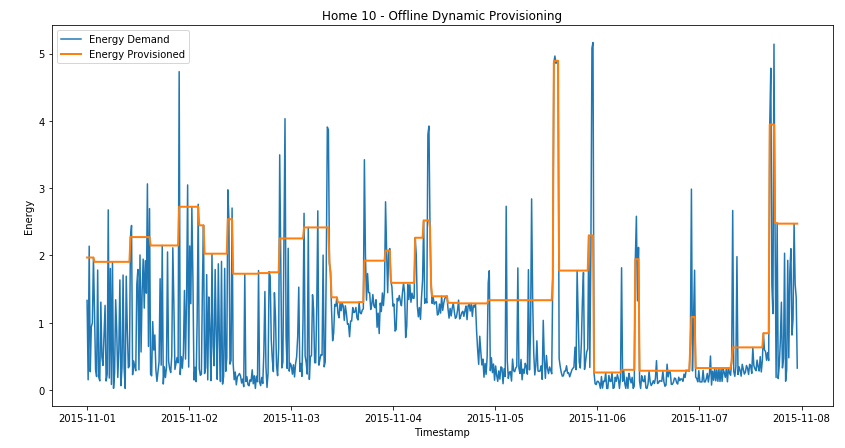 Home 10 - Offline Dynamic Provisioning
Energy Demand
Energy Provisioned
Energy
5
4
3
2
1
0
2015-11-01 2015-11-02 2015-11-03 2015-11-04 2015-11-05 2015-11-06 2015-11-07 2015-11-08
Timestamp